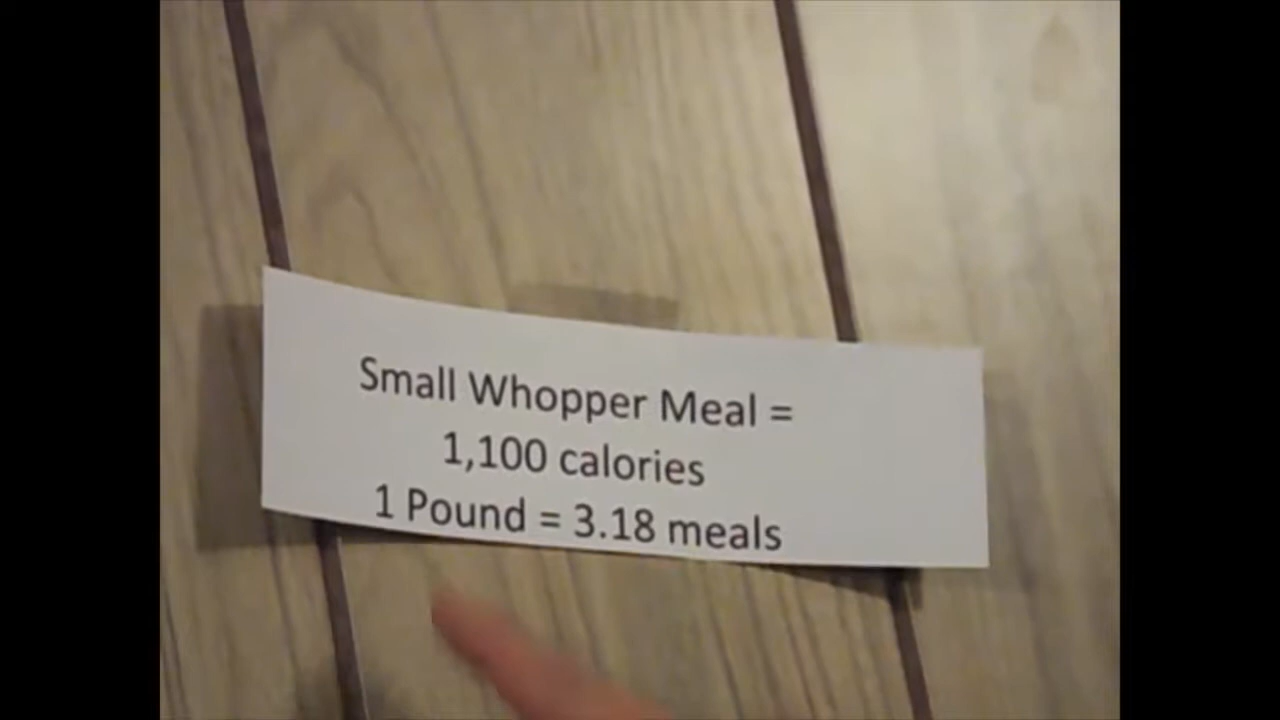 Small Whopper Meal =
1,100 calories
1 Pound = 3.18 meals